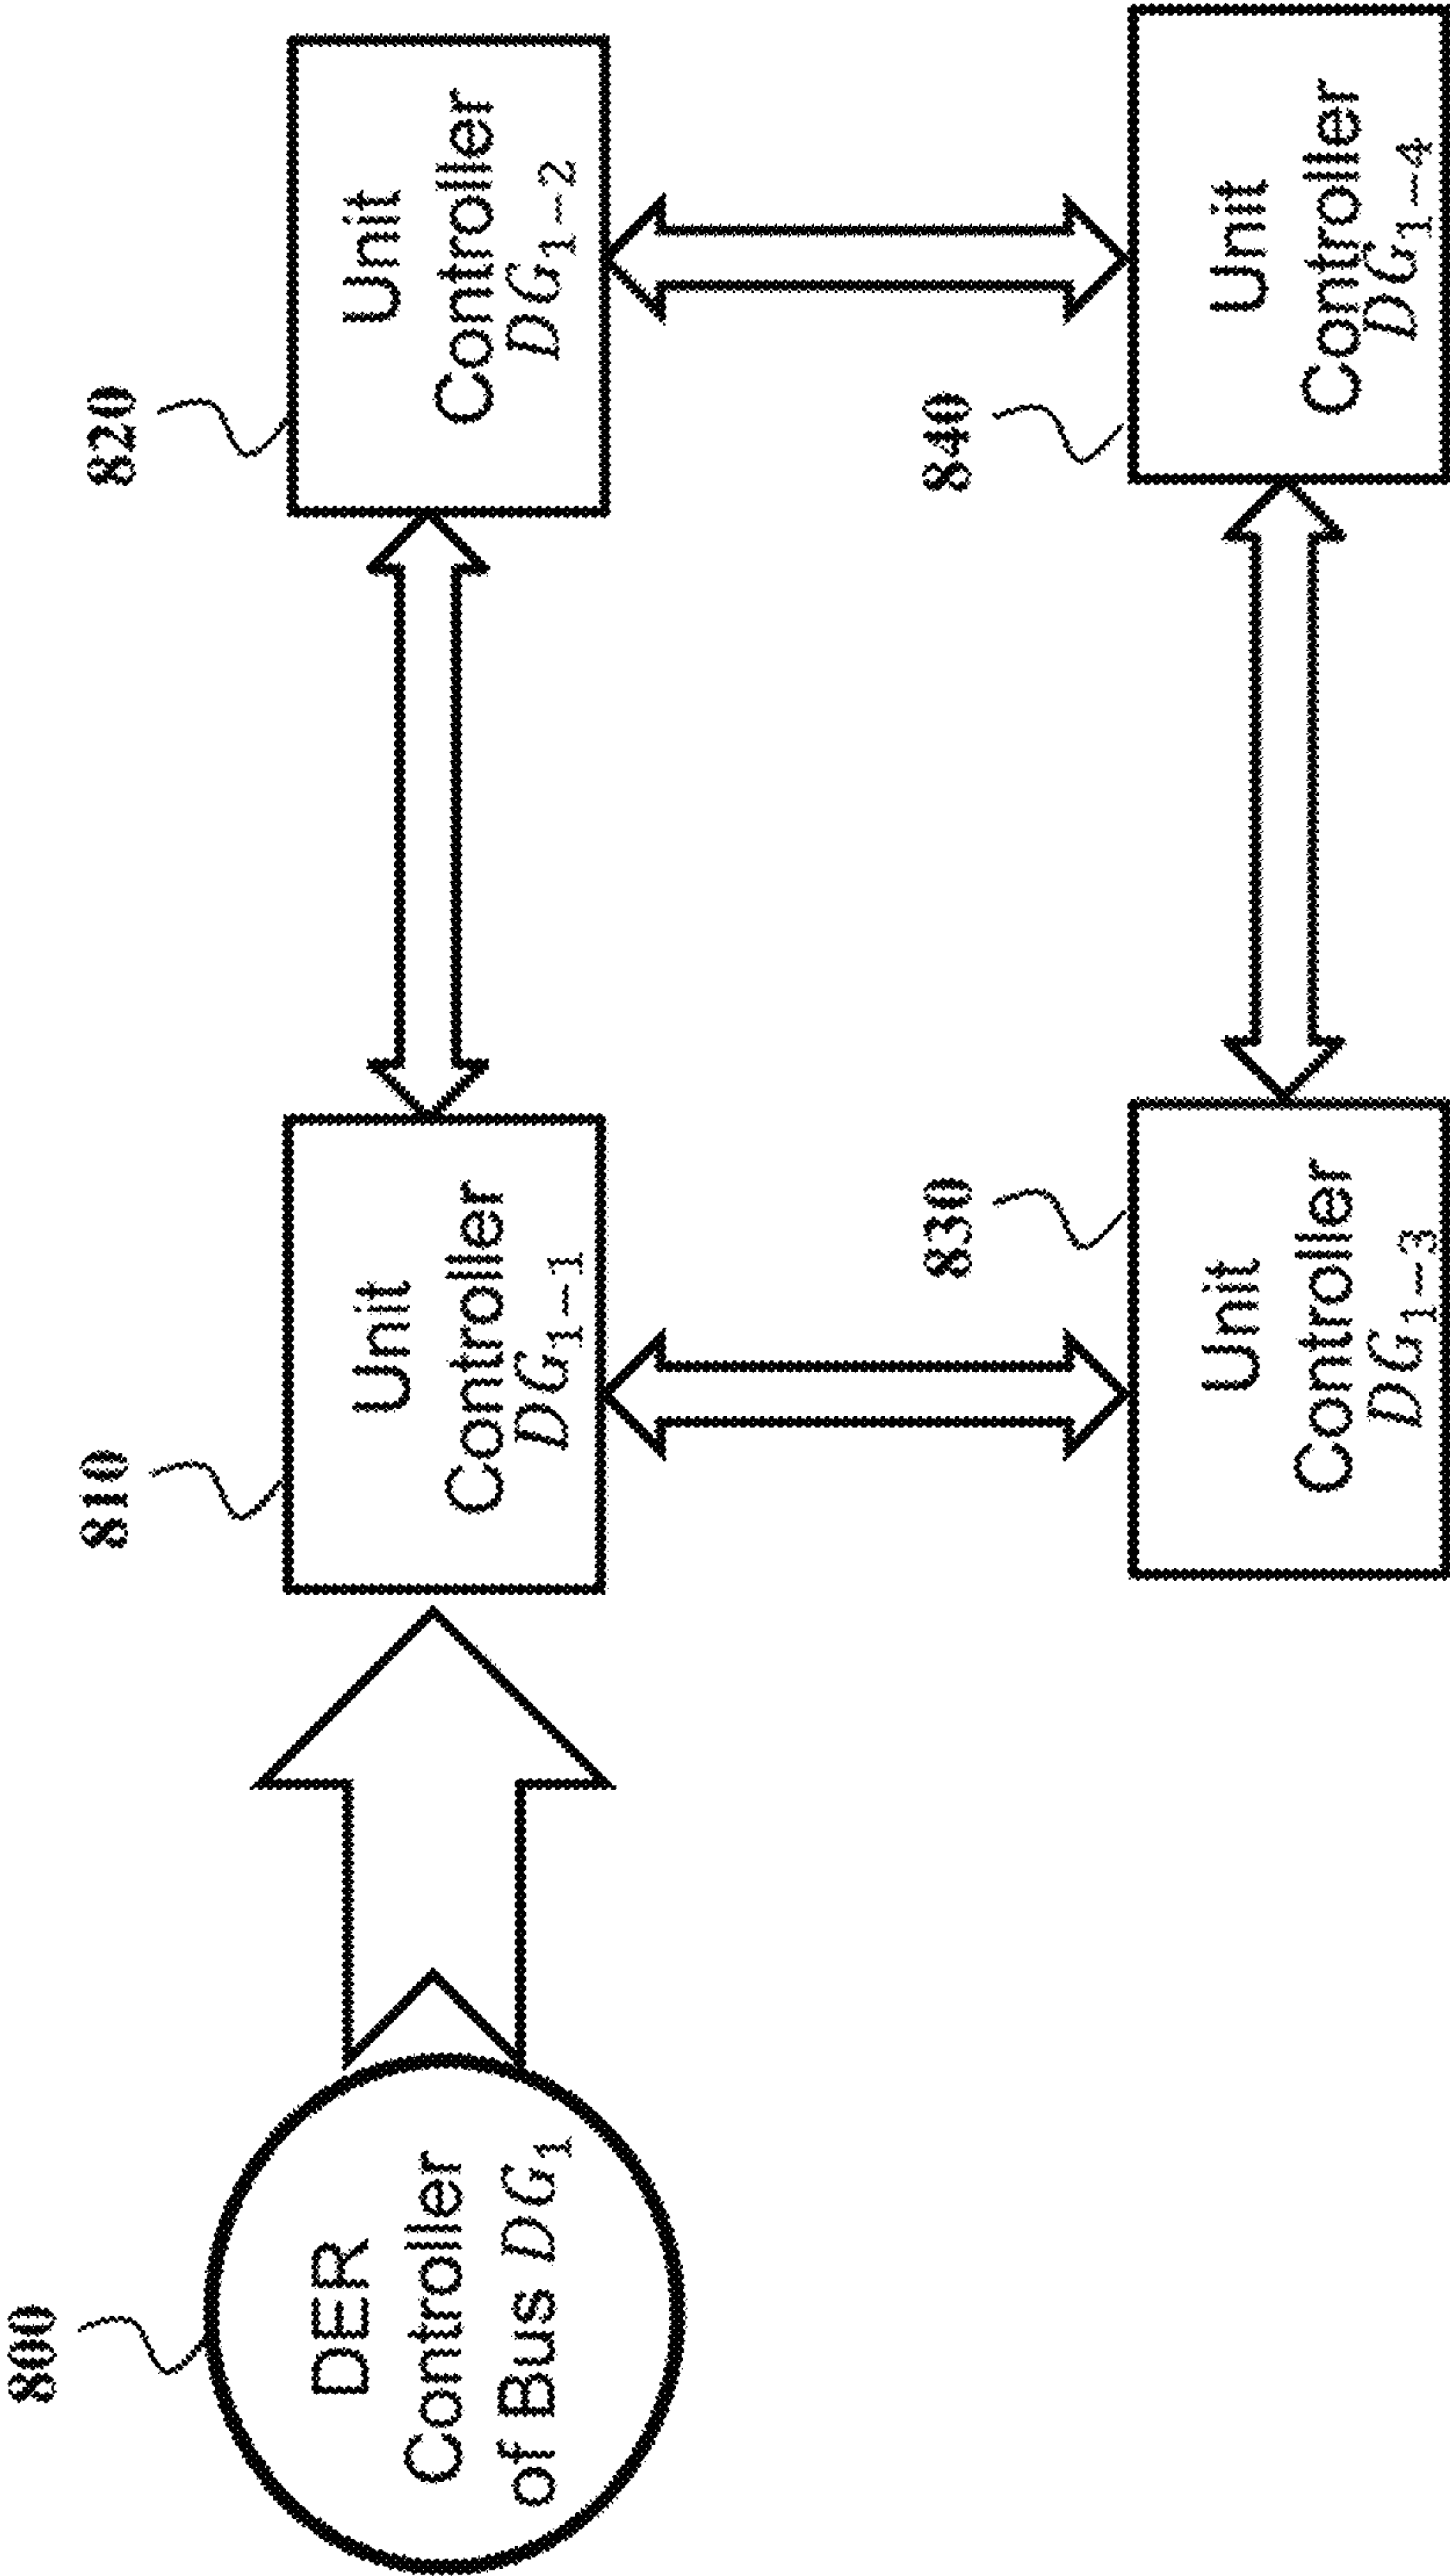 800
DER
Controller
of Bus DG₁
810
Unit
Controller
DG₁₋₁
820
Unit
Controller
DG₁₋₂
830
Unit
Controller
DG₁₋₃
840
Unit
Controller
DG₁₋₄